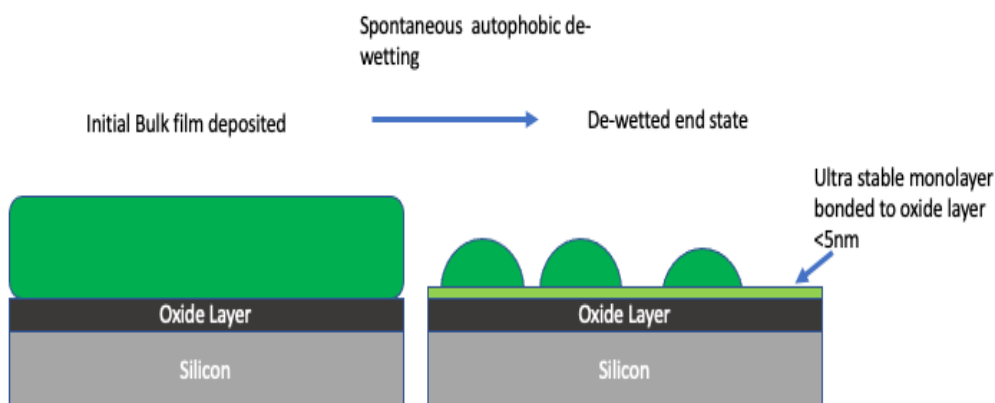 Spontaneous autophobic de-
wetting
Initial Bulk film deposited
De-wetted end state
Ultra stable monolayer
bonded to oxide layer
<5nm
Oxide Layer
Oxide Layer
Silicon
Silicon